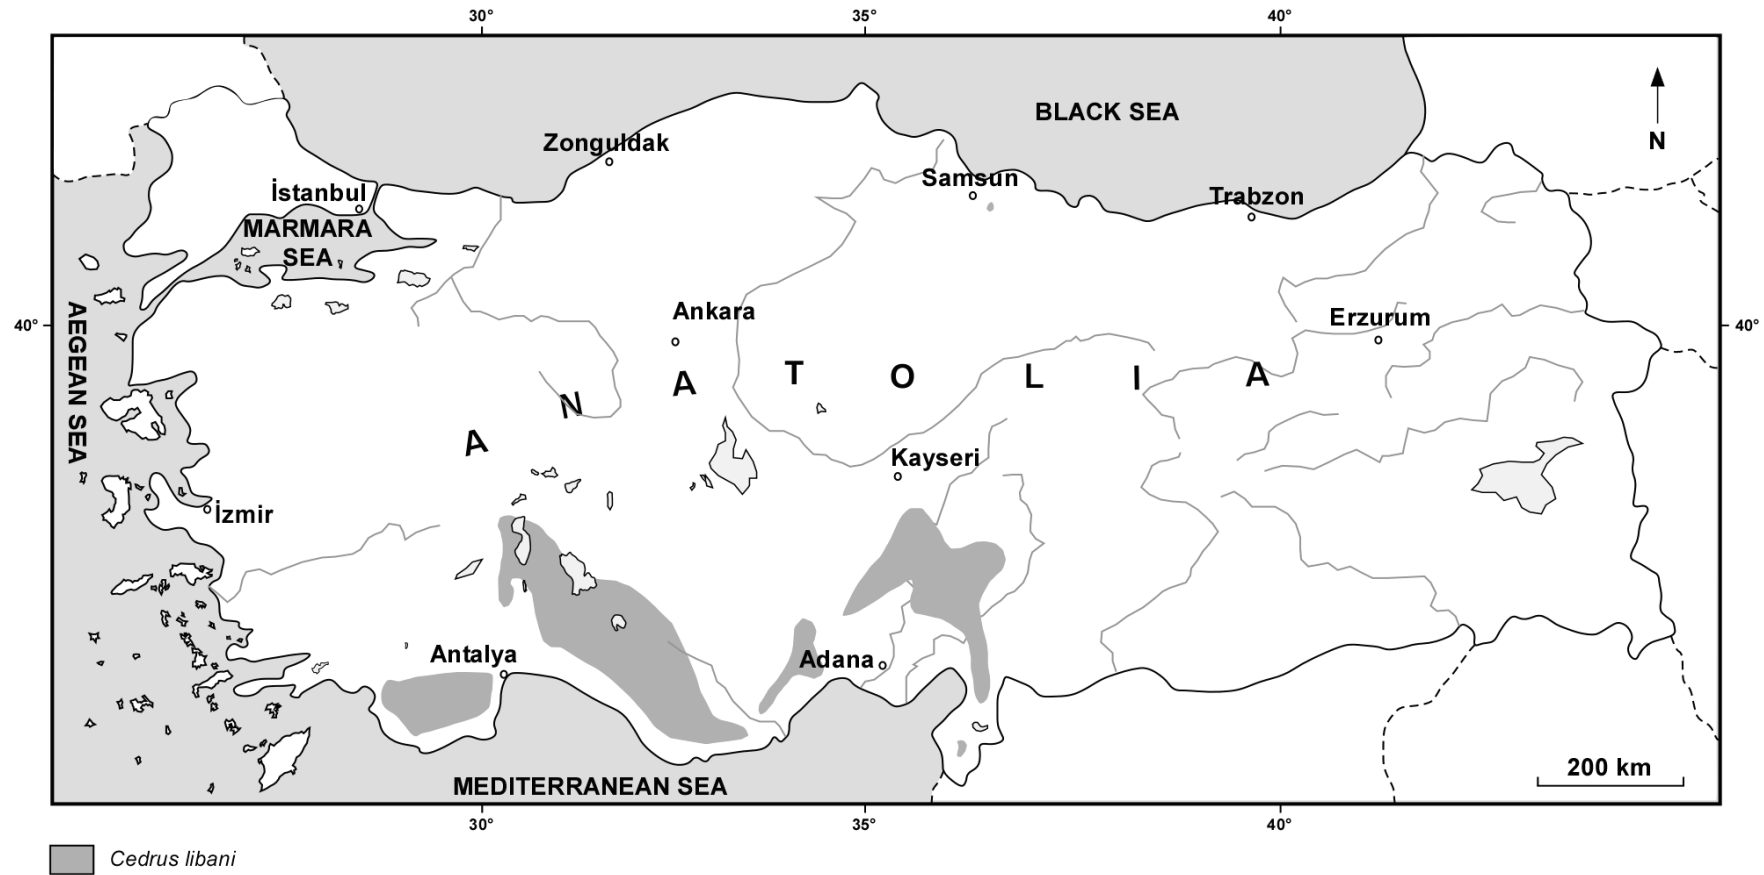 30° 35° 40°
BLACK SEA
N
Zonguldak
Samsun
Trabzon
İstanbul
MARMARA
SEA
40° 40°
AEGEAN SEA
Ankara
Erzurum
A N A T O L I A
Kayseri
İzmir
Antalya
Adana
200 km
MEDITERRANEAN SEA
30° 35° 40°
Cedrus libani